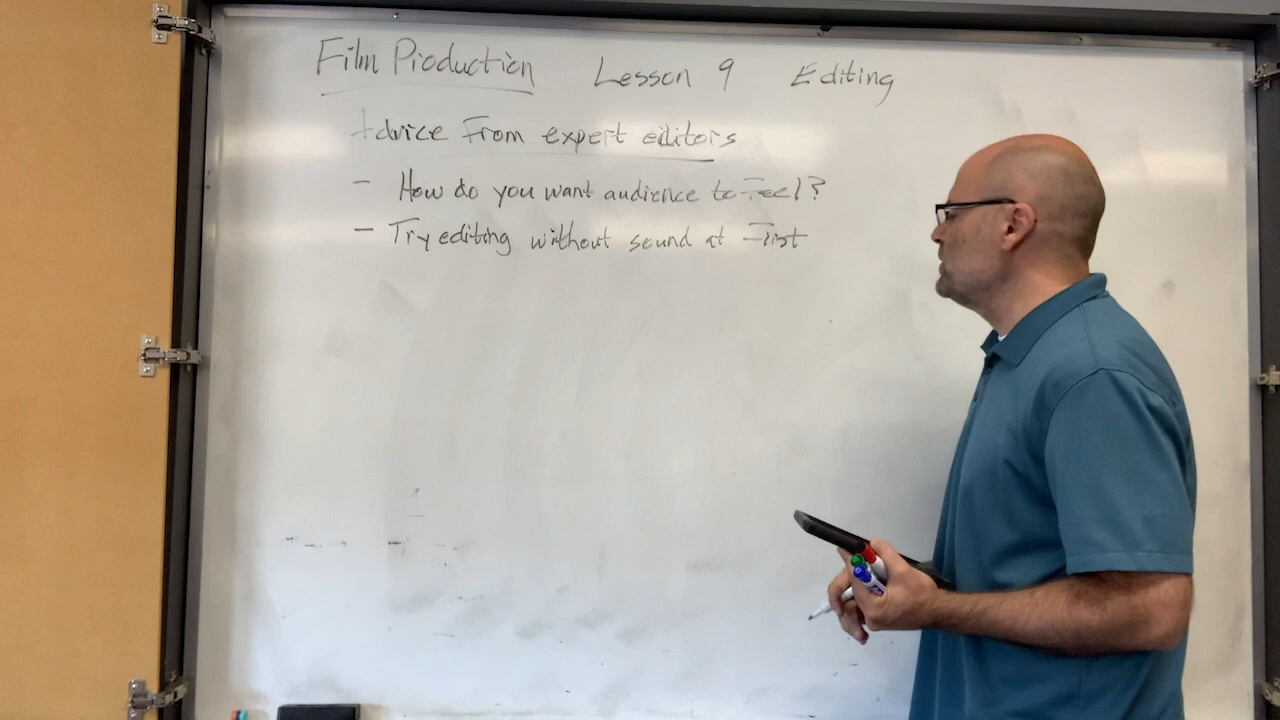 Film Production Lesson 9 Editing
Advice From expert editors
- How do you want audience to Feel?
- Try editing without sound at First